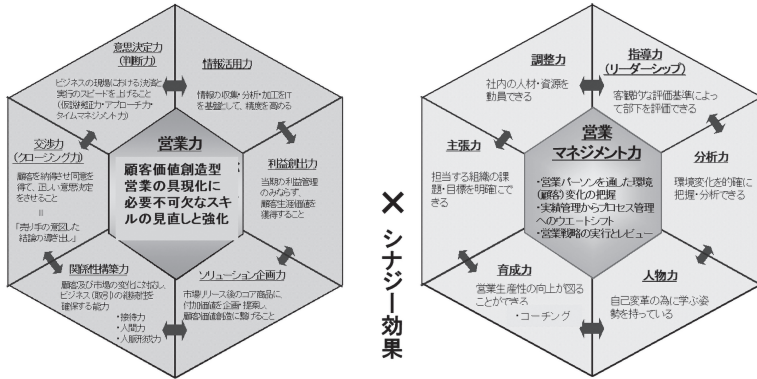 意思決定力
(判断力)
ビジネスの現場における決済と
実行のスピードを上げること
(仮説検証力・アプローチ力・
タイムマネジメント力)
情報活用力
情報の収集・分析・加工をIT
を基盤として、精度を高める
交渉力
(クロージング力)
顧客を納得させ同意を
得て、正しい意思決定
をさせること
॥
「売り手の意図した
結論の導き出し」
営業力
顧客価値創造型
営業の具現化に
必要不可欠なスキ
ルの見直しと強化
利益創出力
当期の利益管理
のみならず、
顧客生涯価値を
獲得すること
関係性構築力
顧客及び市場の変化に対応し、
ビジネス(取引)の継続性を
確保する能力
・接待力
・人間力
・人脈形成力
ソリューション企画力
市場リリース後のコア商品に、
付加価値を企画・提案し、
顧客価値創造に繋げること
×
シナジー効果
調整力
社内の人材・資源を
動員できる
指導力
(リーダーシップ)
客観的な評価基準によっ
て部下を評価できる
主張力
担当する組織の課
題・目標を明確にで
きる
営業
マネジメント力
・営業パーソンを通した環境
(顧客)変化の把握
・実績管理からプロセス管理
へのウエートシフト
・営業戦略の実行とレビュー
分析力
環境変化を的確に
把握・分析できる
育成力
営業生産性の向上が図る
ことができる
・コーチング
人物力
自己変革の為に学ぶ姿
勢を持っている